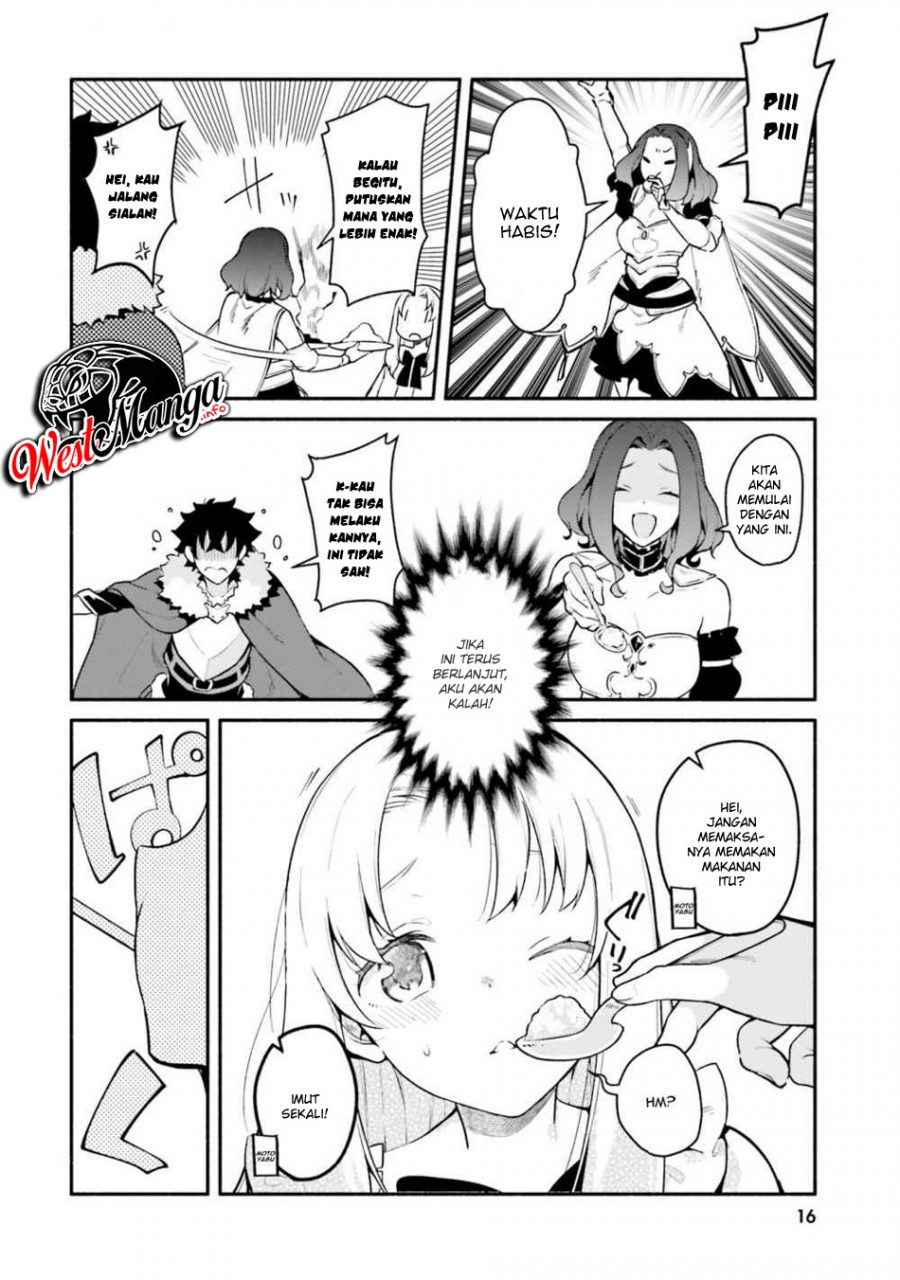 PIII
PIII
WAKTU
HABIS!
KALAU
BEGITU,
PUTUSKAN
MANA YANG
LEBIH ENAK!
HEI, KAU
JALANG
SIALAN!
WestManga
.info
KITA
AKAN
MEMULAI
DENGAN
YANG INI.
K-KAU
TAK BISA
MELAKU
KANNYA,
INI TIDAK
SAH!
JIKA
INI TERUS
BERLANJUT,
AKU AKAN
KALAH!
HEI,
JANGAN
MEMAKSA-
NYA MEMAKAN
MAKANAN
ITU?
MOTO
YASU
HM?
IMUT
SEKALI!
MOTO
YASU
ぱく
16